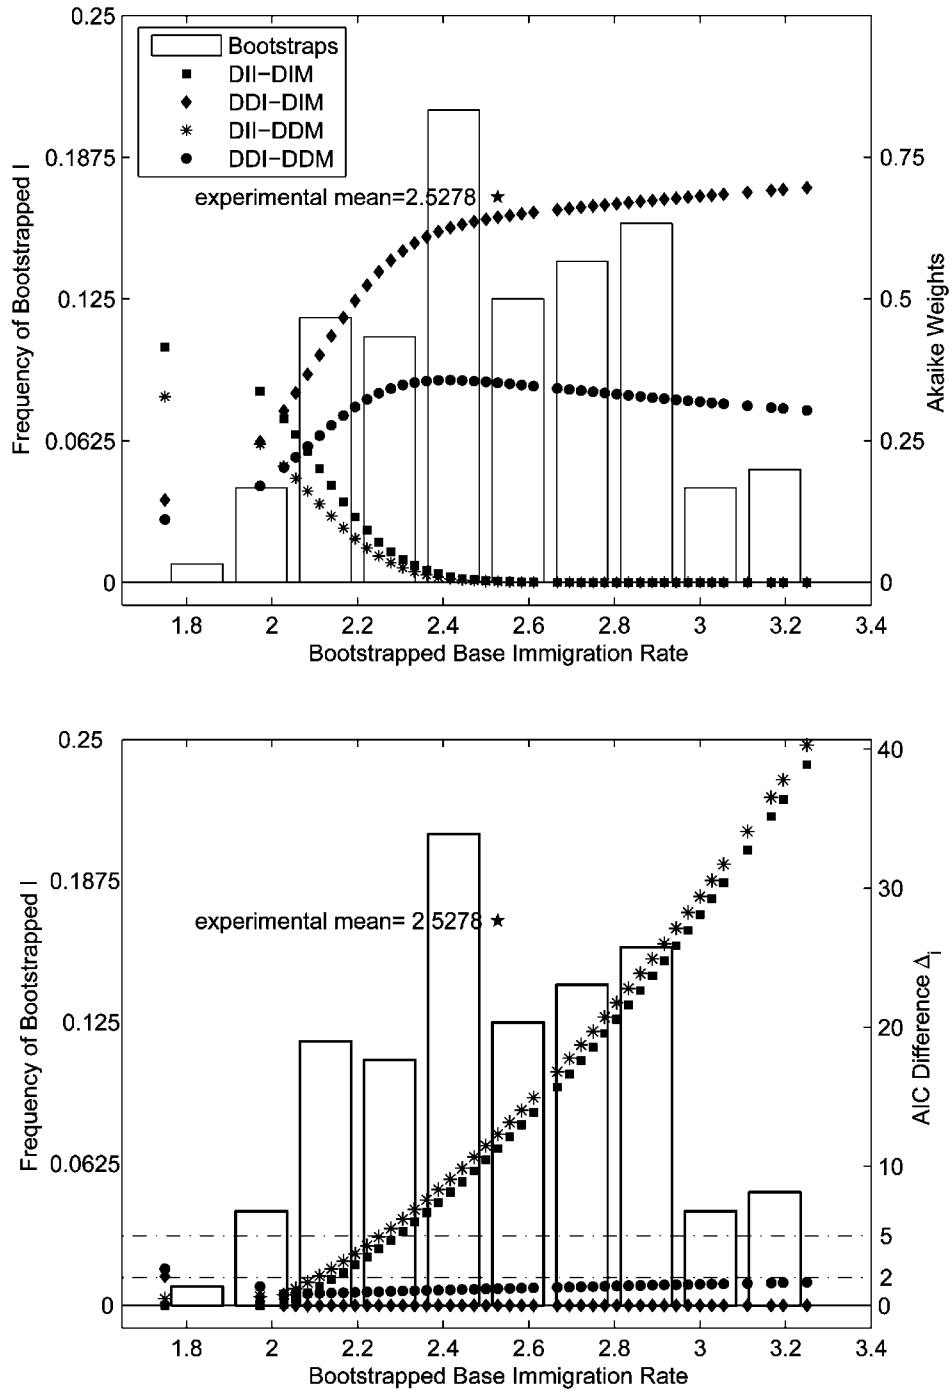 0.25
0.1875
0.125
0.0625
0
Frequency of Bootstrapped I
Bootstraps
DII-DIM
DDI-DIM
DII-DDM
DDI-DDM
experimental mean=2.5278 ★
0.75
0.5
0.25
0
Akaike Weights
1.8 2 2.2 2.4 2.6 2.8 3 3.2 3.4
Bootstrapped Base Immigration Rate
0.25
0.1875
0.125
0.0625
0
Frequency of Bootstrapped I
experimental mean= 2.5278 ★
40
30
20
10
5
2
0
AIC Difference Δi
1.8 2 2.2 2.4 2.6 2.8 3 3.2 3.4
Bootstrapped Base Immigration Rate